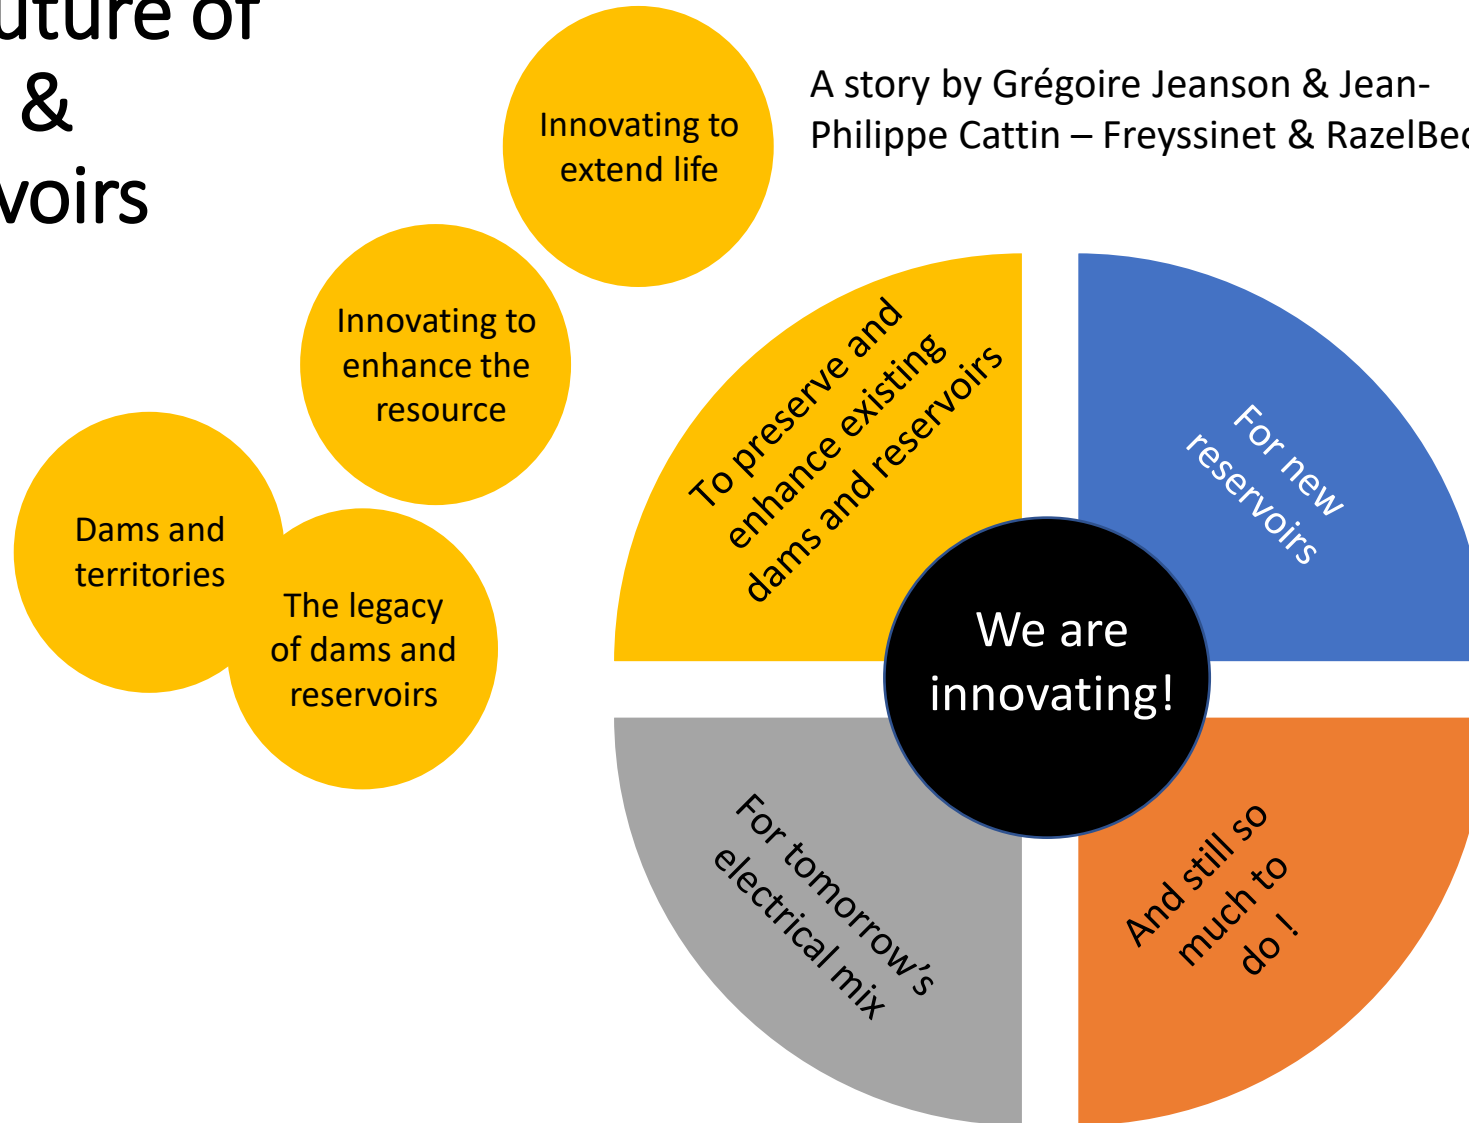 uture of
&
voirs
A story by Grégoire Jeanson & Jean-
Philippe Cattin – Freyssinet & RazelBec
Innovating to
extend life
Innovating to
enhance the
resource
Dams and
territories
The legacy
of dams and
reservoirs
To preserve and
enhance existing
dams and reservoirs
For new
reservoirs
We are
innovating!
For tomorrow's
electrical mix
And still so
much to
do !